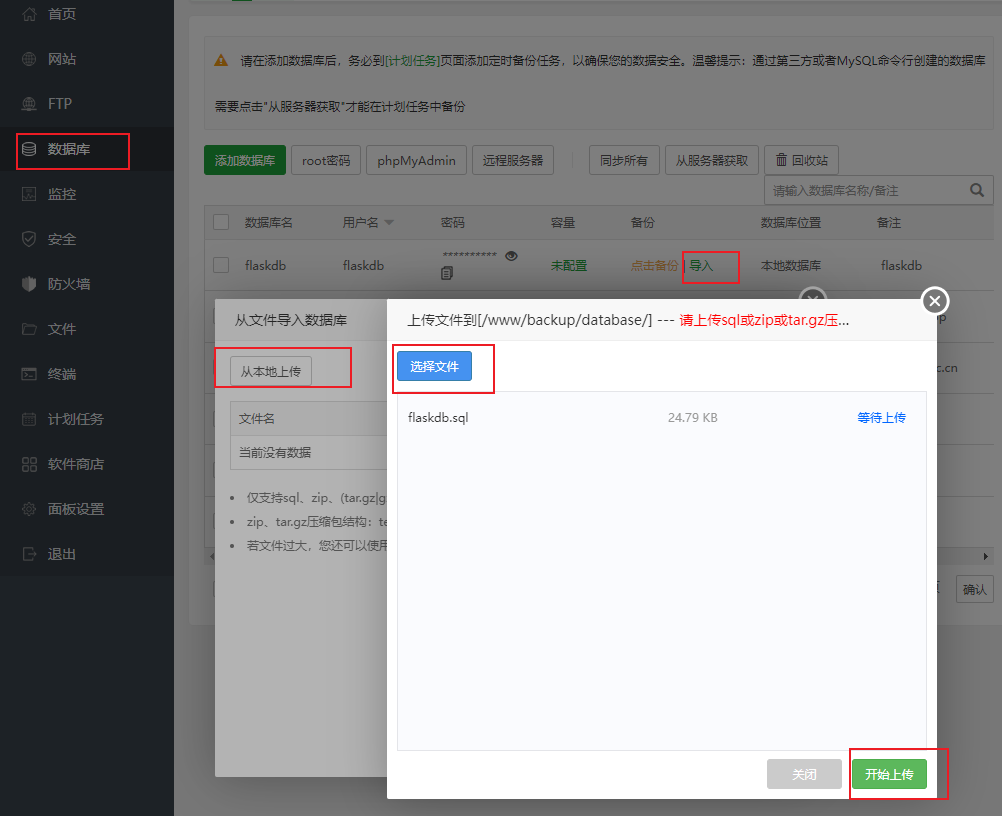 首页
网站
FTP
数据库
监控
安全
防火墙
文件
终端
计划任务
软件商店
面板设置
退出
请在添加数据库后，务必到[计划任务]页面添加定时备份任务，以确保您的数据安全。温馨提示：通过第三方或者MySQL命令行创建的数据库
需要点击"从服务器获取"才能在计划任务中备份
添加数据库 root密码 phpMyAdmin 远程服务器 同步所有 从服务器获取 回收站
请输入数据库名称/备注
数据库名 用户名 密码 容量 备份 数据库位置 备注
flaskdb flaskdb ********** 未配置 点击备份 | 导入 本地数据库 flaskdb
c.cn
确认
从文件导入数据库
从本地上传
文件名
当前没有数据
仅支持sql、zip、(tar.gz|g
zip、tar.gz压缩包结构：te
若文件过大，您还可以使用
上传文件到[/www/backup/database/] --- 请上传sql或zip或tar.gz压...
选择文件
flaskdb.sql 24.79 KB 等待上传
关闭 开始上传